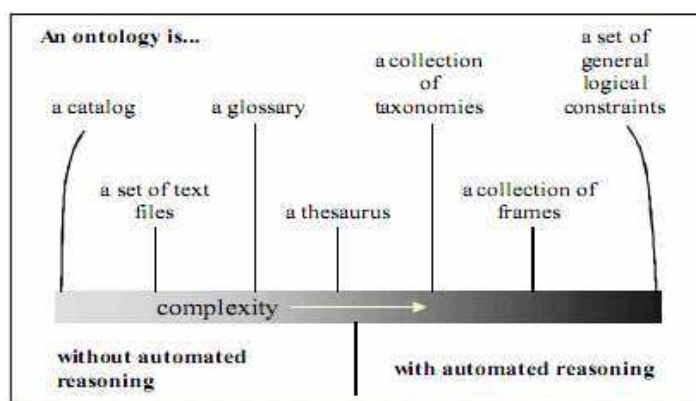 An ontology is...
a catalog
a set of text
files
a glossary
a thesaurus
a collection
of
taxonomies
a collection of
frames
a set of
general
logical
constraints
complexity
without automated
reasoning
with automated reasoning